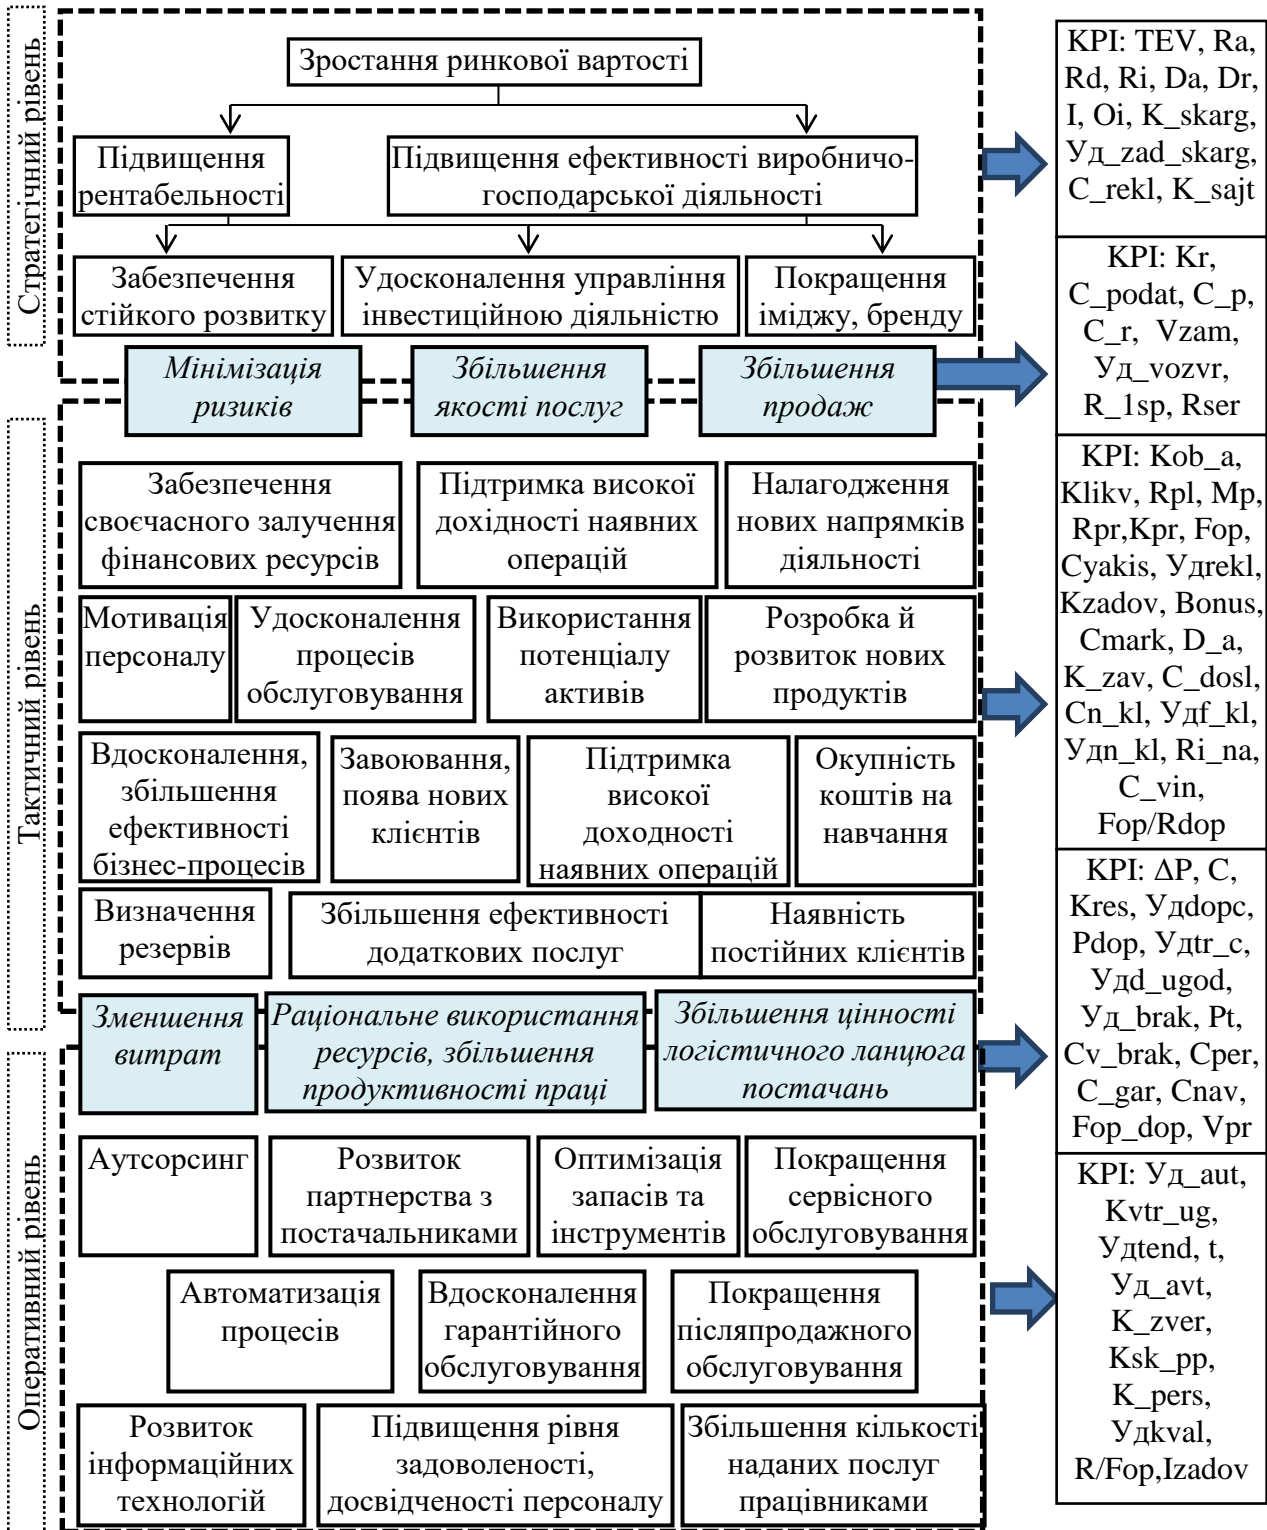 Стратегічний рівень
Зростання ринкової вартості
Підвищення
рентабельності
Підвищення ефективності виробничо-
господарської діяльності
Забезпечення
стійкого розвитку
Удосконалення управління
інвестиційною діяльністю
Покращення
іміджу, бренду
Мінімізація
ризиків
Збільшення
якості послуг
Збільшення
продаж
Тактичний рівень
Забезпечення
своєчасного залучення
фінансових ресурсів
Підтримка високої
дохідності наявних
операцій
Налагодження
нових напрямків
діяльності
Мотивація
персоналу
Удосконалення
процесів
обслуговування
Використання
потенціалу
активів
Розробка й
розвиток нових
продуктів
Вдосконалення,
збільшення
ефективності
бізнес-процесів
Завоювання,
поява нових
клієнтів
Підтримка
високої
доходності
наявних операцій
Окупність
коштів на
навчання
Визначення
резервів
Збільшення ефективності
додаткових послуг
Наявність
постійних клієнтів
Зменшення
витрат
Раціональне використання
ресурсів, збільшення
продуктивності праці
Збільшення цінності
логістичного ланцюга
постачань
Оперативний рівень
Аутсорсинг
Розвиток
партнерства з
постачальниками
Оптимізація
запасів та
інструментів
Покращення
сервісного
обслуговування
Автоматизація
процесів
Вдосконалення
гарантійного
обслуговування
Покращення
післяпродажного
обслуговування
Розвиток
інформаційних
технологій
Підвищення рівня
задоволеності,
досвідченості персоналу
Збільшення кількості
наданих послуг
працівниками
KPI: TEV, Ra,
Rd, Ri, Da, Dr,
I, Oi, K_skarg,
Уд_zad_skarg,
C_rekl, K_sajt
KPI: Kr,
C_podat, C_p,
C_r, Vzam,
Уд_vozvr,
R_1sp, Rser
KPI: Kob_a,
Klikv, Rpl, Mp,
Rpr,Kpr, Fop,
Cyakis, Удrekl,
Kzadov, Bonus,
Cmark, D_a,
K_zav, C_dosl,
Cn_kl, Удf_kl,
Удn_kl, Ri_na,
C_vin,
Fop/Rdop
KPI: ΔP, C,
Kres, Удdopc,
Pdop, Удtr_c,
Удd_ugod,
Уд_brak, Pt,
Cv_brak, Cper,
C_gar, Cnav,
Fop_dop, Vpr
KPI: Уд_aut,
Kvtr_ug,
Удtend, t,
Уд_avt,
K_zver,
Ksk_pp,
K_pers,
Удkval,
R/Fop,Izadov